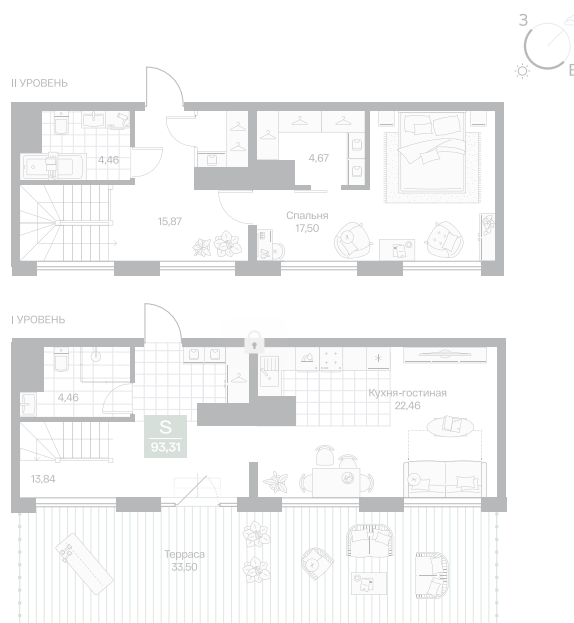 З
В
II УРОВЕНЬ
4,46
4,67
15,87
Спальня
17,50
I УРОВЕНЬ
4,46
Кухня-гостиная
22,46
S
93,31
13,84
Терраса
33,50